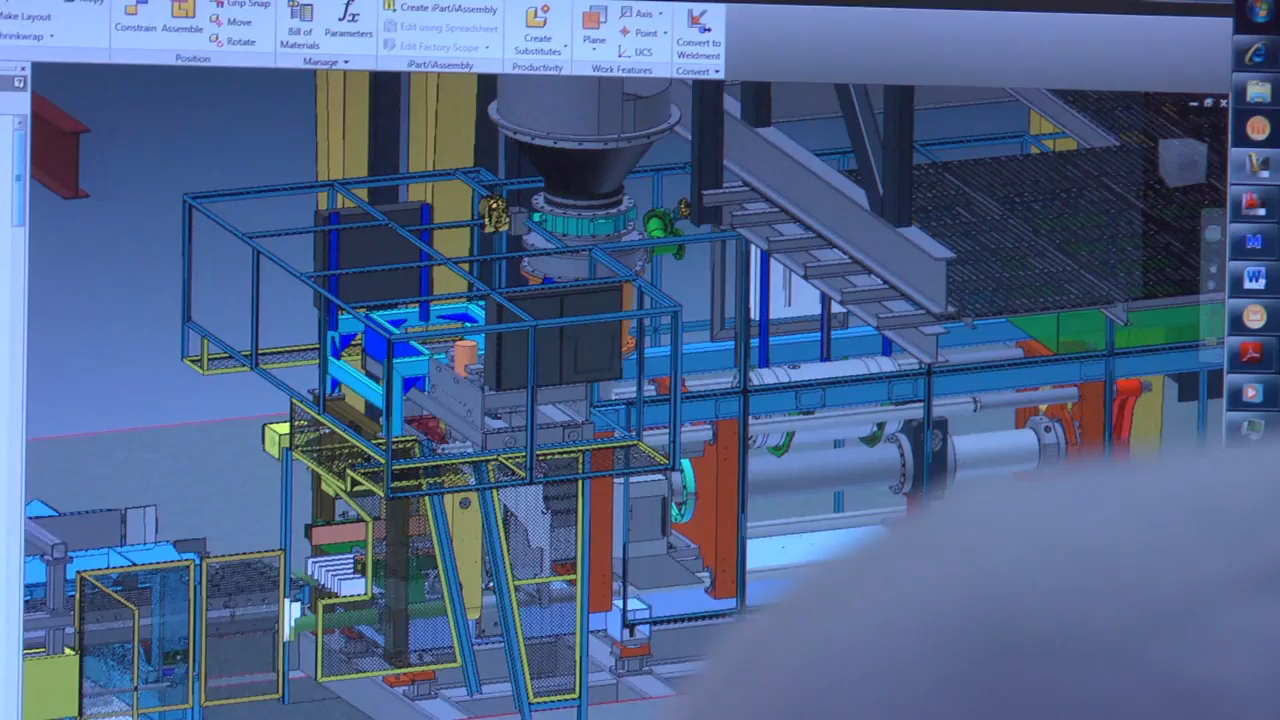 Make Layout
Shrinkwrap
Constrain
Assemble
Grip Snap
Move
Rotate
Position
Bill of
Materials
Parameters
Manage
Create iPart/iAssembly
Edit using Spreadsheet
Edit Factory Scope
iPart/iAssembly
Create
Substitutes
Productivity
Plane
Axis
Point
UCS
Work Features
Convert to
Weldment
Convert